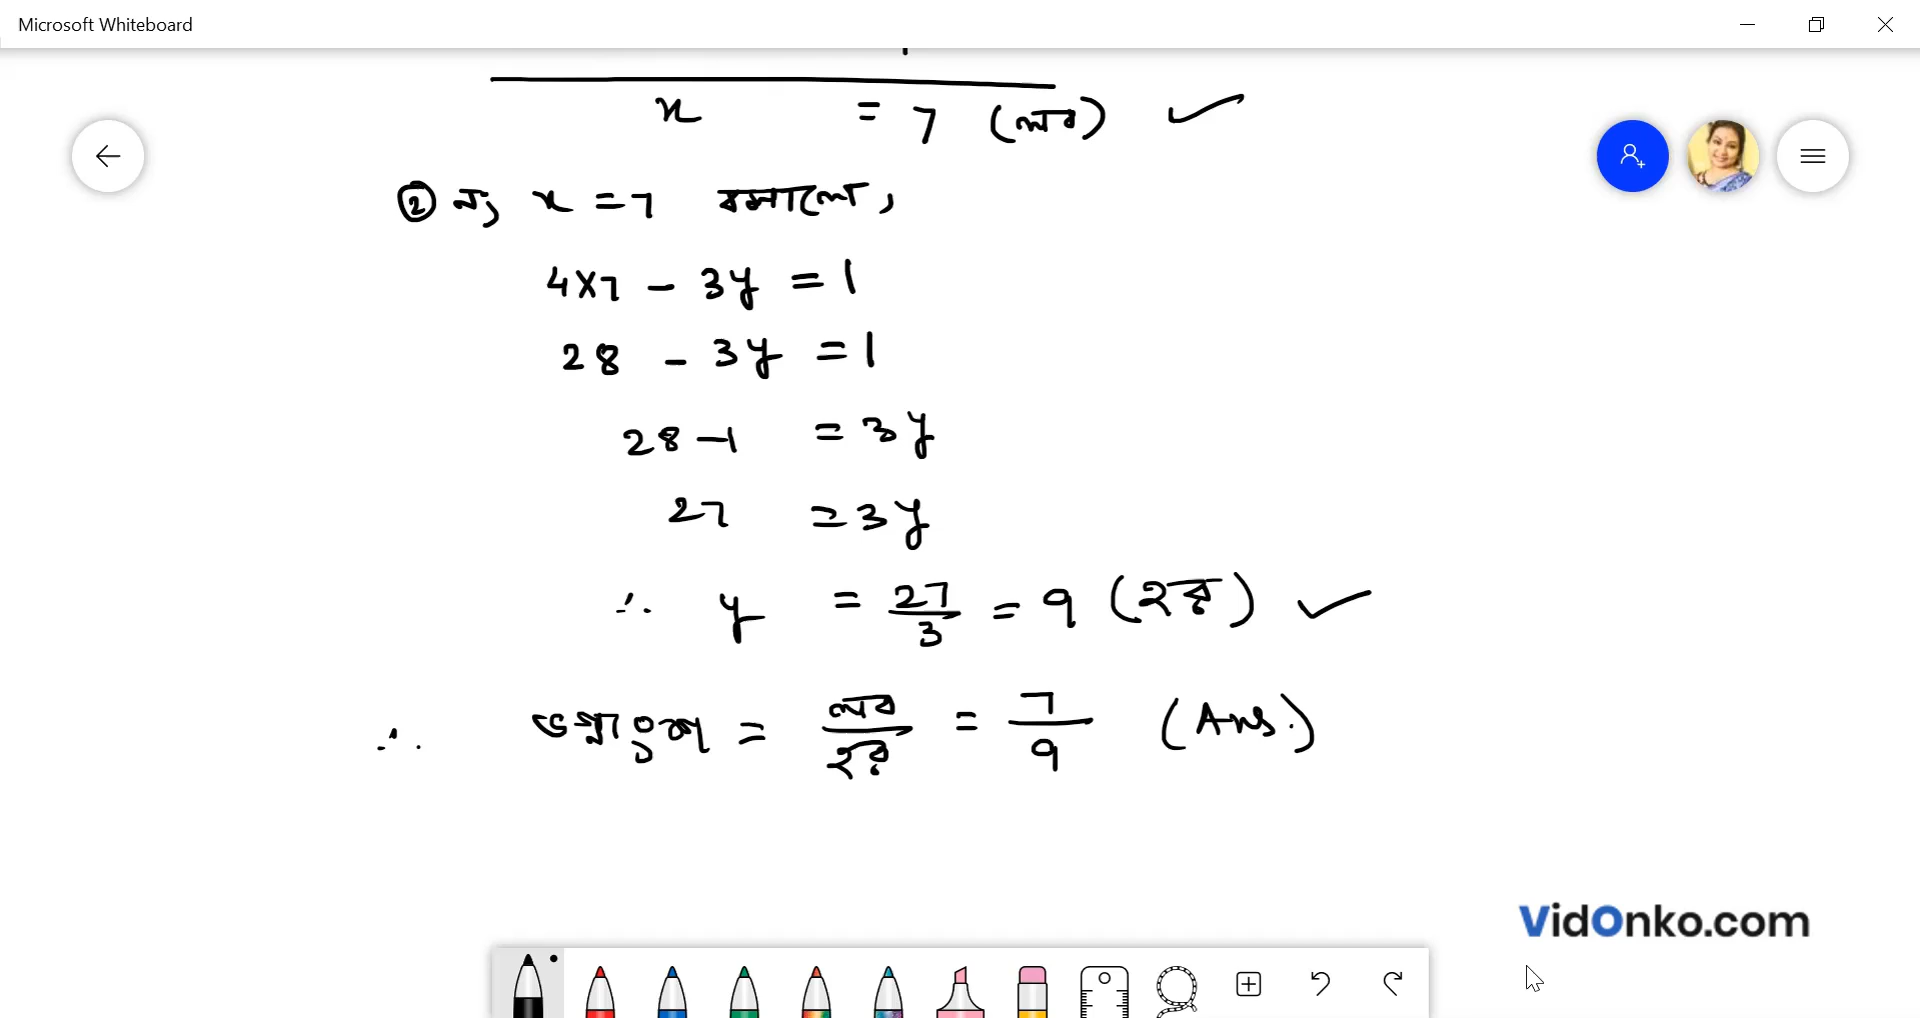 Microsoft Whiteboard
x = 7 (লব) ✓
② নং x = 7 বসালে,
4×7 - 3y = 1
28 - 3y = 1
28 - 1 = 3y
27 = 3y
∴ y = 27/3 = 9 (হর) ✓
∴ ভগ্নাংশ = লব/হর = 7/9 (Ans.)
VidOnko.com